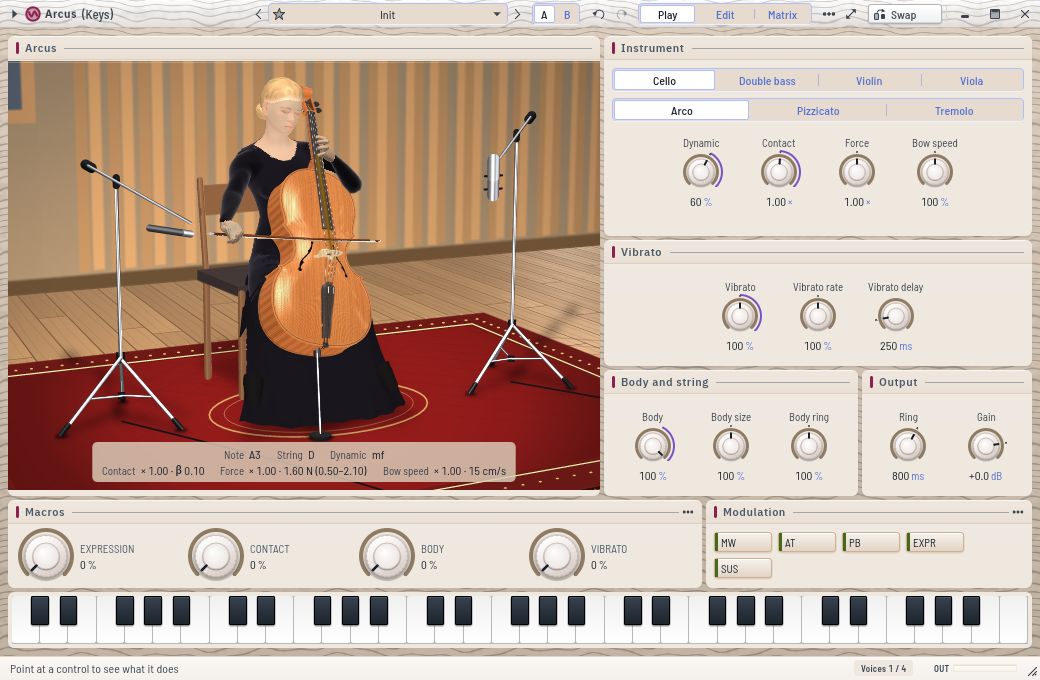 Arcus (Keys)
Init
A B
Play Edit Matrix
Swap
Arcus
Note A3 String D Dynamic mf
Contact × 1.00 · β 0.10 Force × 1.00 · 1.60 N (0.50–2.10) Bow speed × 1.00 · 15 cm/s
Instrument
Cello Double bass Violin Viola
Arco Pizzicato Tremolo
Dynamic Contact Force Bow speed
60 % 1.00 × 1.00 × 100 %
Vibrato
Vibrato Vibrato rate Vibrato delay
100 % 100 % 250 ms
Body and string
Body Body size Body ring
100 % 100 % 100 %
Output
Ring Gain
800 ms +0.0 dB
Macros
EXPRESSION
0 %
CONTACT
0 %
BODY
0 %
VIBRATO
0 %
Modulation
MW AT PB EXPR
SUS
Point at a control to see what it does
Voices 1 / 4
OUT